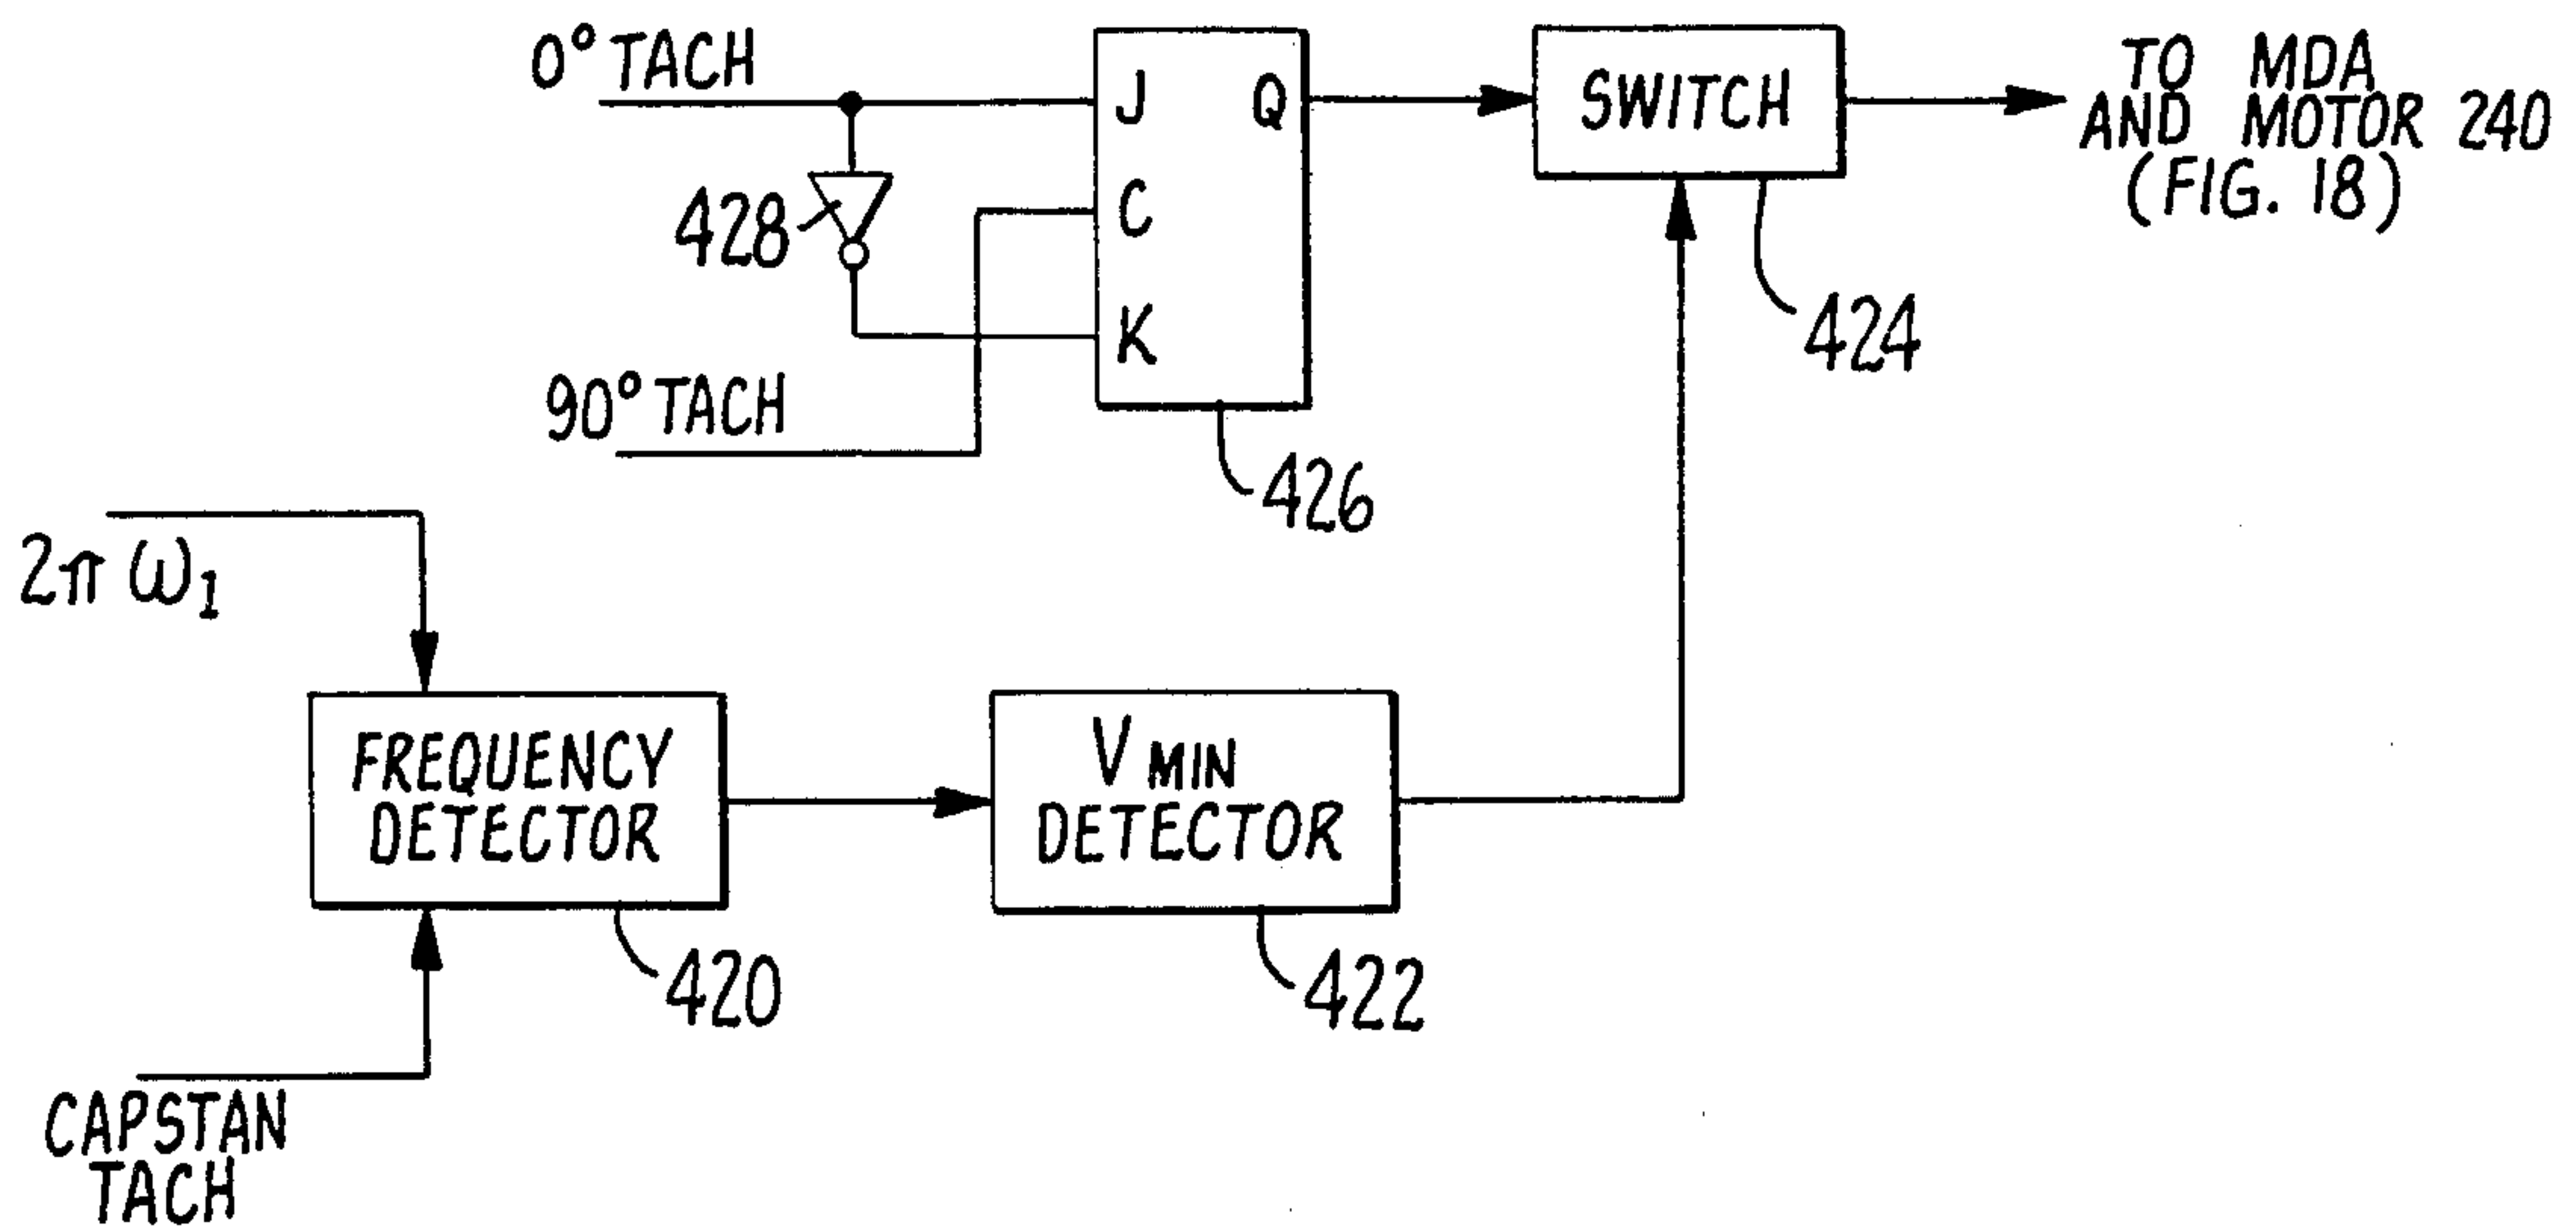 0° TACH
J
Q
C
K
428
426
SWITCH
424
TO MDA
AND MOTOR 240
(FIG. 18)
90° TACH
2π ω1
FREQUENCY
DETECTOR
420
V MIN
DETECTOR
422
CAPSTAN
TACH